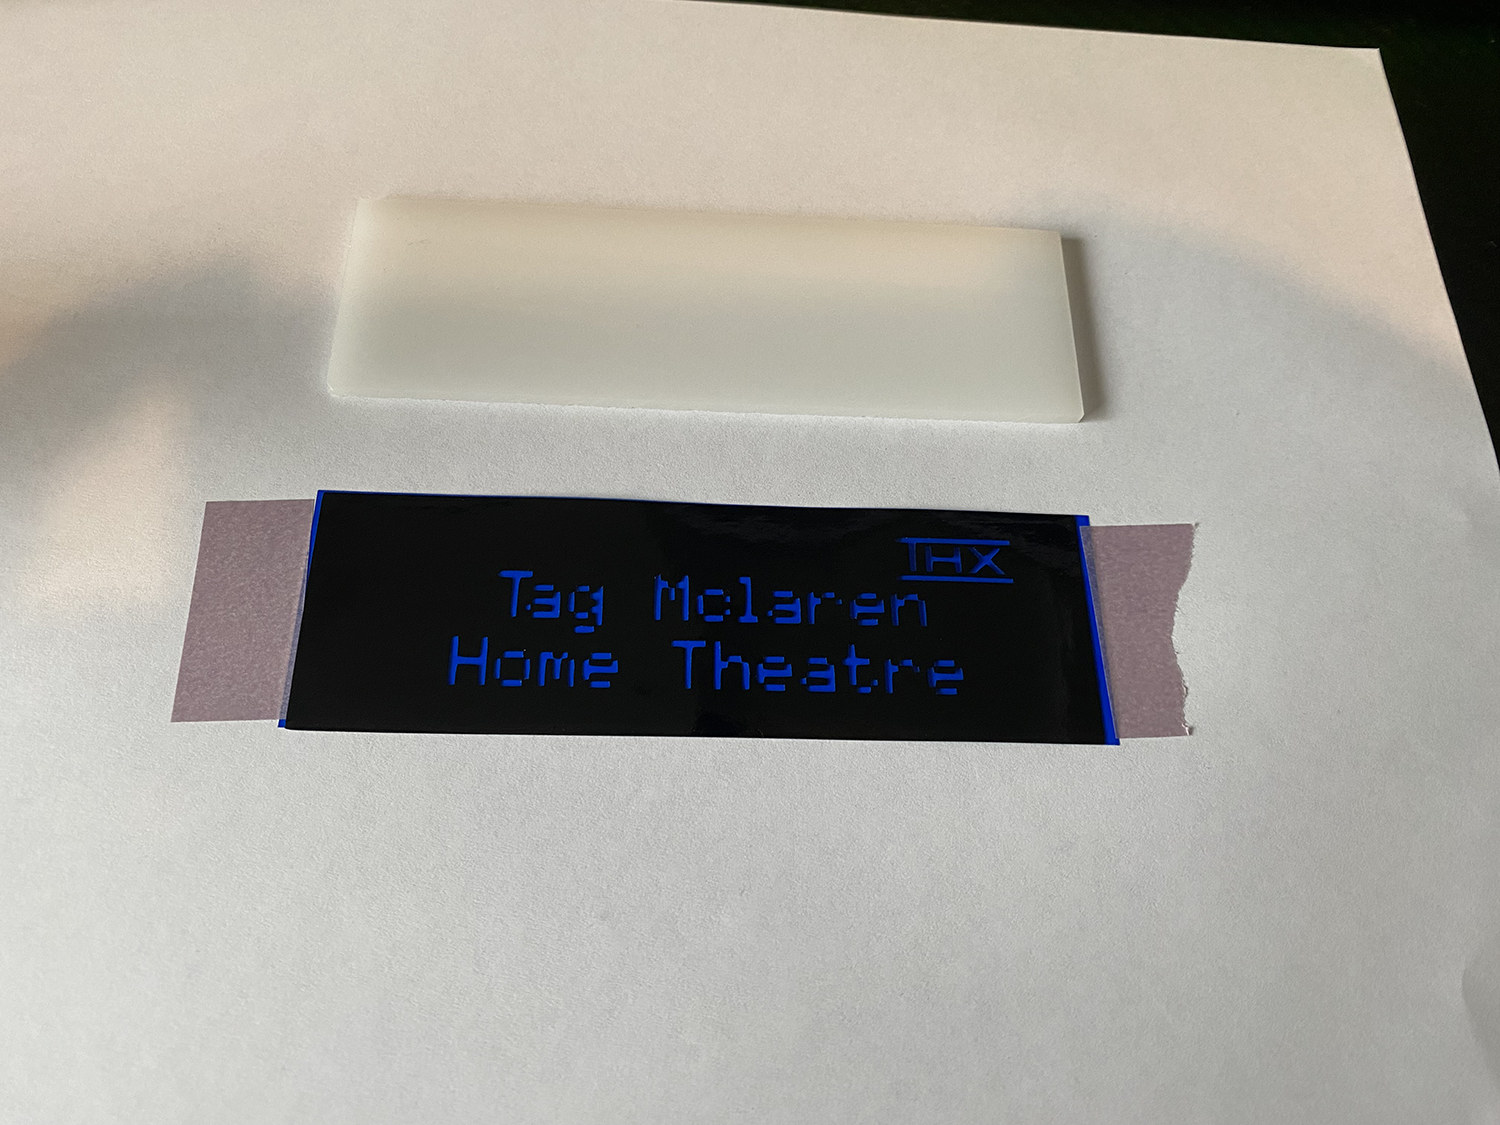 THX
Tag Mclaren
Home Theatre